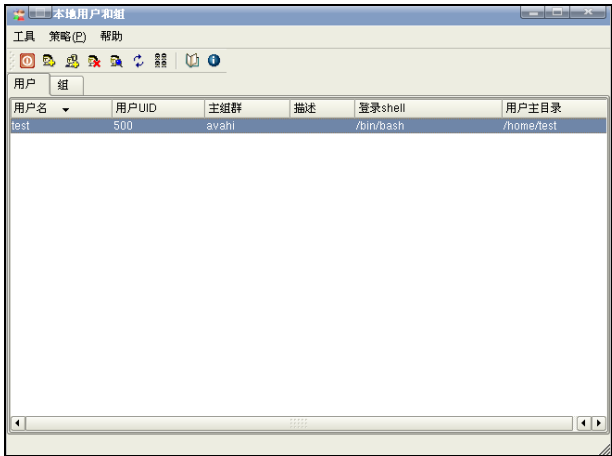 本地用户和组
工具 策略(P) 帮助
用户 组
用户名 用户UID 主组群 描述 登录shell 用户主目录
test 500 avahi /bin/bash /home/test